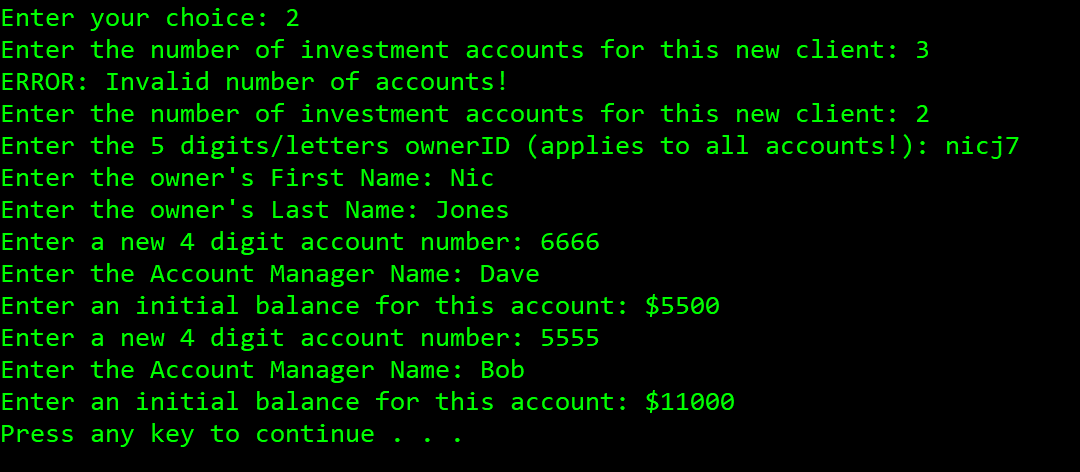 Enter your choice: 2
Enter the number of investment accounts for this new client: 3
ERROR: Invalid number of accounts!
Enter the number of investment accounts for this new client: 2
Enter the 5 digits/letters ownerID (applies to all accounts!): nicj7
Enter the owner's First Name: Nic
Enter the owner's Last Name: Jones
Enter a new 4 digit account number: 6666
Enter the Account Manager Name: Dave
Enter an initial balance for this account: $5500
Enter a new 4 digit account number: 5555
Enter the Account Manager Name: Bob
Enter an initial balance for this account: $11000
Press any key to continue . . .